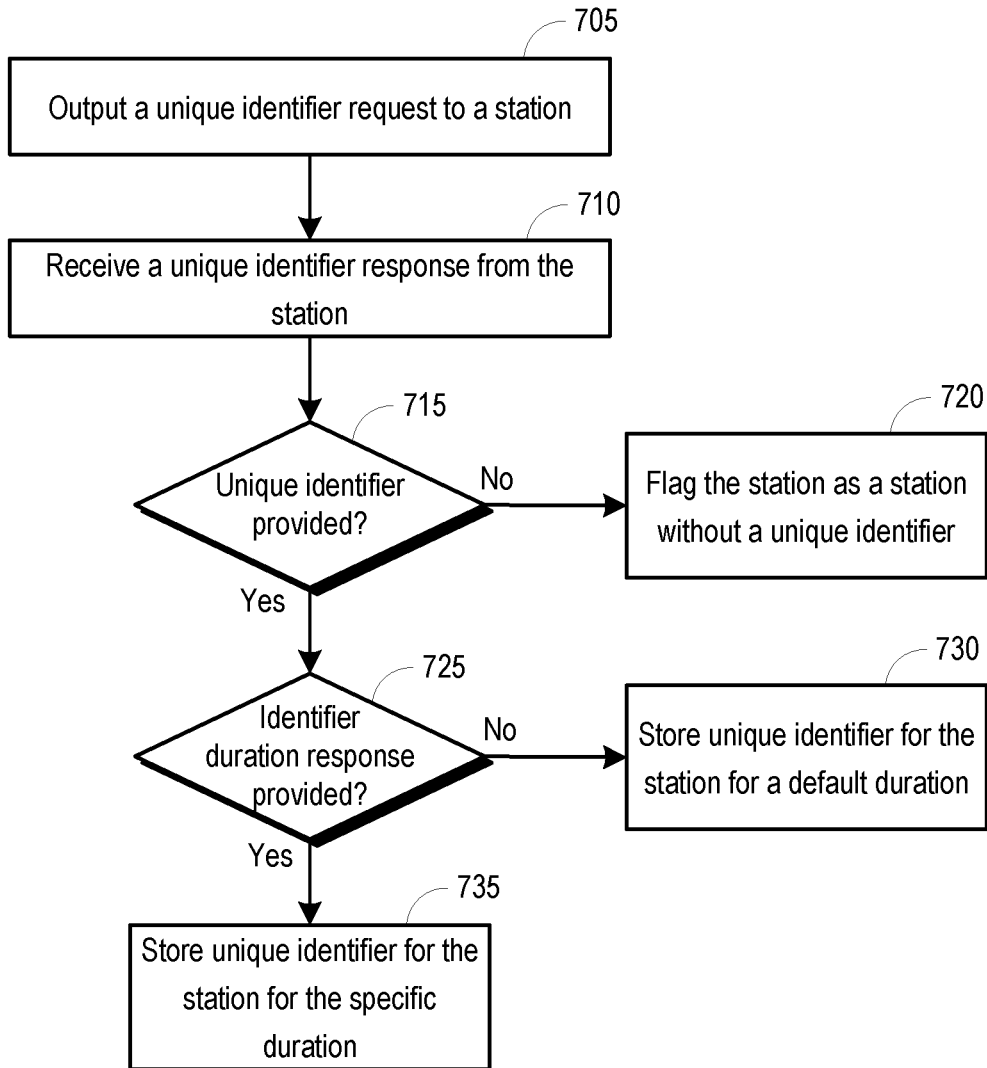 705
Output a unique identifier request to a station
710
Receive a unique identifier response from the
station
715
Unique identifier
provided?
No
720
Flag the station as a station
without a unique identifier
Yes
725
Identifier
duration response
provided?
No
730
Store unique identifier for the
station for a default duration
Yes
735
Store unique identifier for the
station for the specific
duration